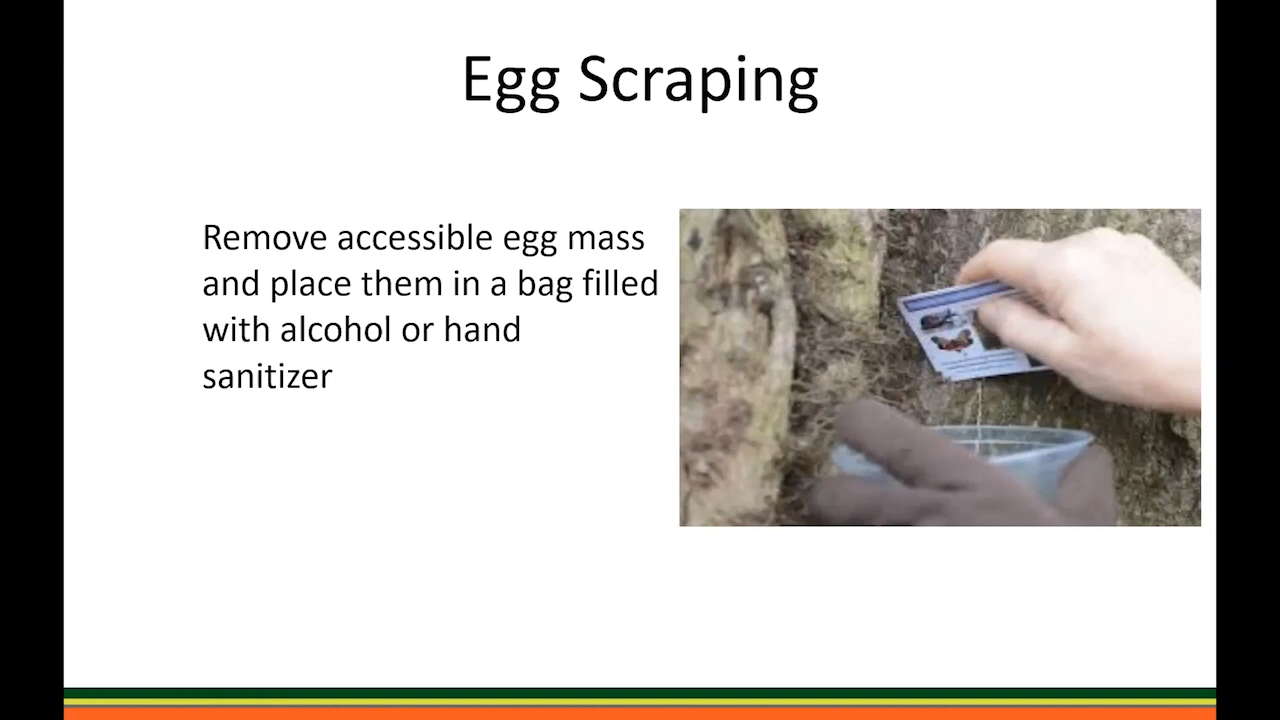 Egg Scraping
Remove accessible egg mass
and place them in a bag filled
with alcohol or hand
sanitizer